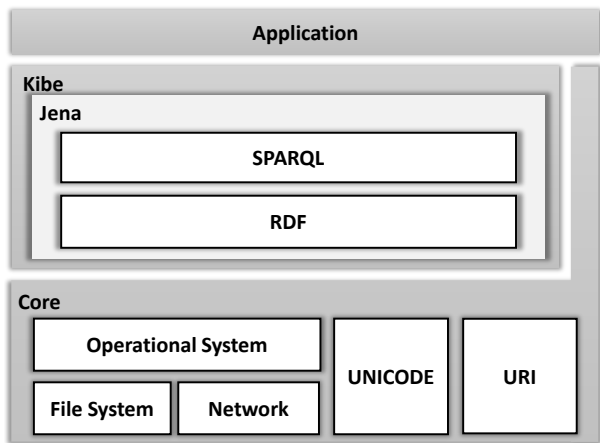 Application
Kibe
Jena
SPARQL
RDF
Core
Operational System
UNICODE
URI
File System
Network